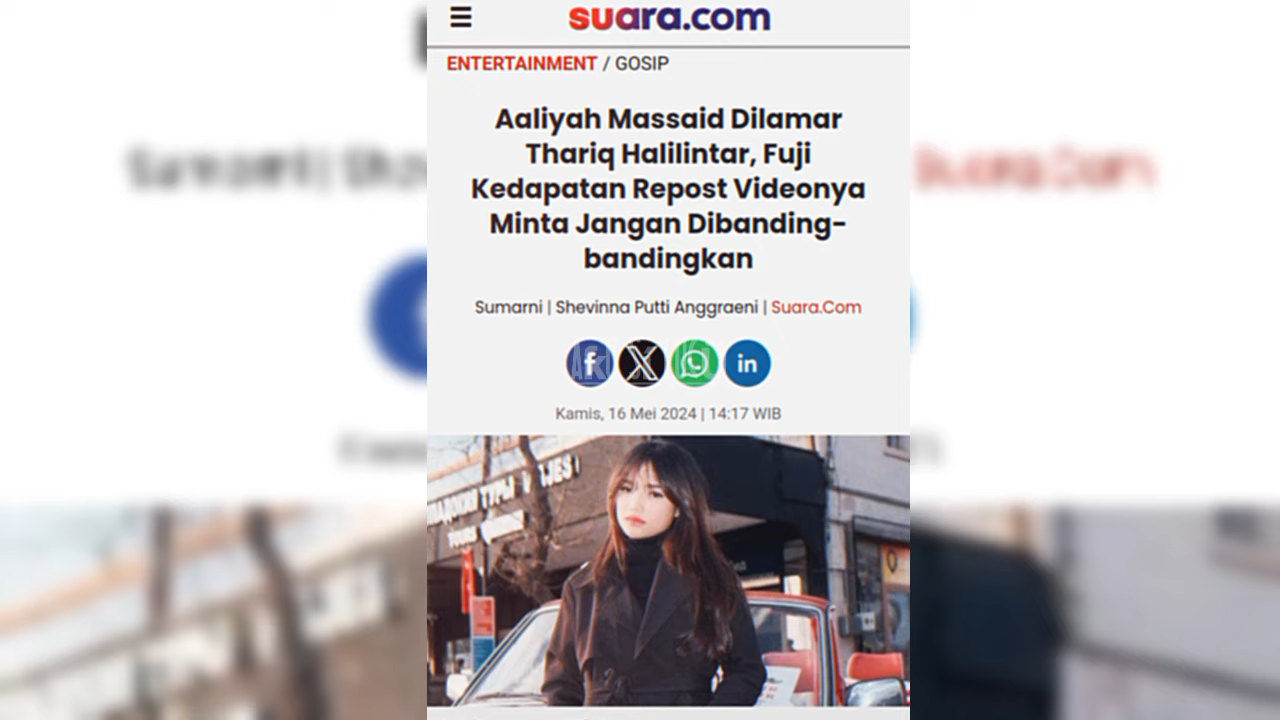 suara.com
ENTERTAINMENT / GOSIP
Aaliyah Massaid Dilamar
Thariq Halilintar, Fuji
Kedapatan Repost Videonya
Minta Jangan Dibanding-
bandingkan
Sumarni | Shevinna Putti Anggraeni | Suara.Com
Kamis, 16 Mei 2024 | 14:17 WIB
TOURS